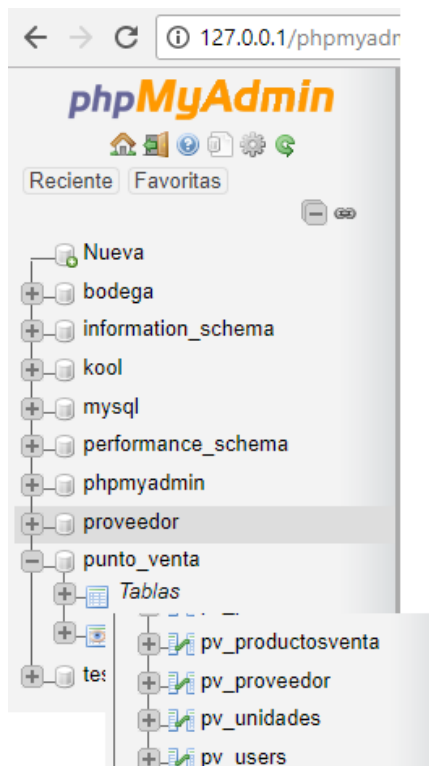 127.0.0.1/phpmyadr
phpMyAdmin
Reciente Favoritas
Nueva
bodega
information_schema
kool
mysql
performance_schema
phpmyadmin
proveedor
punto_venta
Tablas
tes
pv_productosventa
pv_proveedor
pv_unidades
pv_users